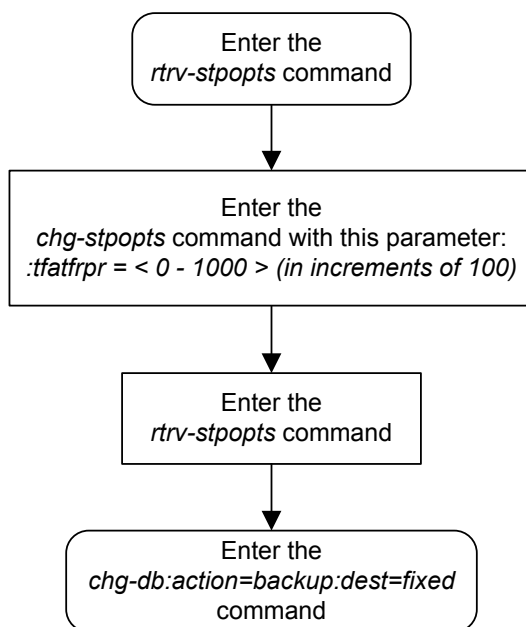 Enter the
rtrv-stpopts command
Enter the
chg-stpopts command with this parameter:
:tfatfrpr = < 0 - 1000 > (in increments of 100)
Enter the
rtrv-stpopts command
Enter the
chg-db:action=backup:dest=fixed
command